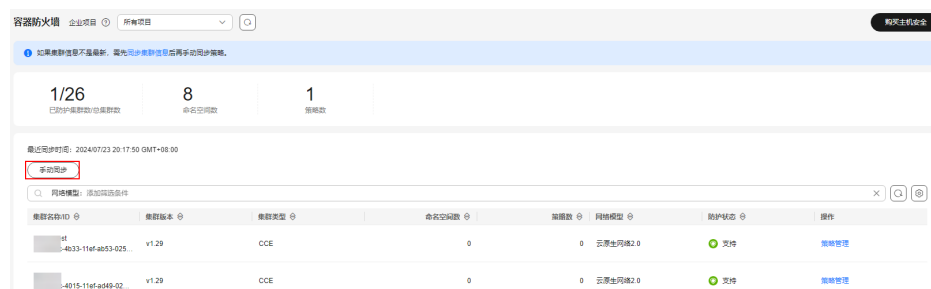 容器防火墙 企业项目 所有项目 购买主机安全
如果集群信息不是最新，需先同步集群信息后再手动同步策略。
1/26 8 1
已防护集群数/总集群数 命名空间数 策略数
最近同步时间：2024/07/23 20:17:50 GMT+08:00
手动同步
网络模型：添加筛选条件
集群名称/ID 集群版本 集群类型 命名空间数 策略数 网络模型 防护状态 操作
st
-4b33-11ef-ab53-025... v1.29 CCE 0 0 云原生网络2.0 支持 策略管理
-4015-11ef-ad49-02... v1.29 CCE 0 0 云原生网络2.0 支持 策略管理